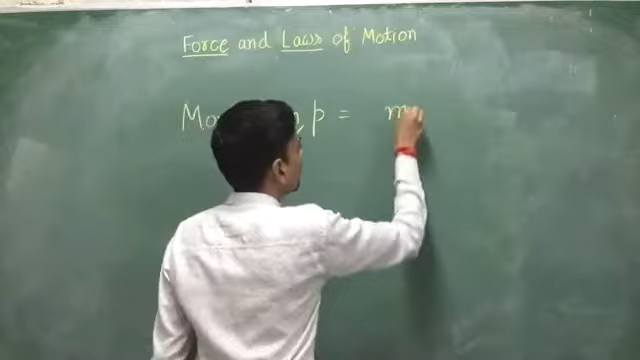 Force and Laws of Motion
p = m